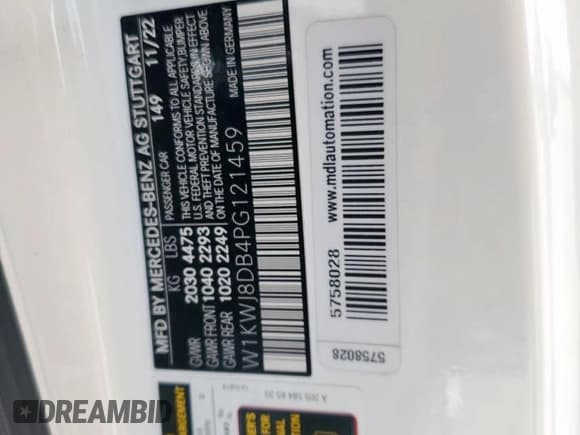 MFD BY MERCEDES-BENZ AG STUTTGART
149 11/22
KG LBS PASSENGER CAR
GVWR 2030 4475
GAWR FRONT 1040 2293
GAWR REAR 1020 2249
THIS VEHICLE CONFORMS TO ALL APPLICABLE
U.S. FEDERAL MOTOR VEHICLE SAFETY,BUMPER
AND THEFT PREVENTION STANDARDS IN EFFECT
ON THE DATE OF MANUFACTURE SHOWN ABOVE
MADE IN GERMANY
W1KWJ8DB4PG121459
www.mdlautomation.com
5758028
5758028
DREAMBID